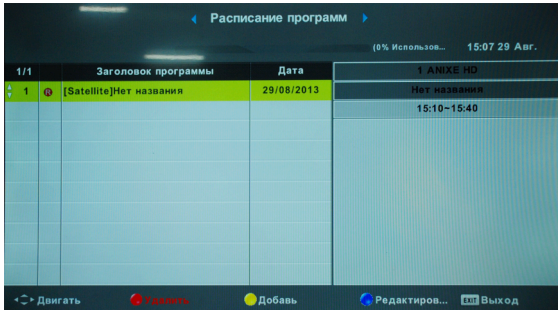 Расписание программ
(0% Использов... 15:07 29 Авг.
1/1 Заголовок программы Дата
1 ANIXE HD
1 R [Satellite]Нет названия 29/08/2013
Нет названия
15:10~15:40
Двигать Удалить Добавь Редактиров... EXIT Выход